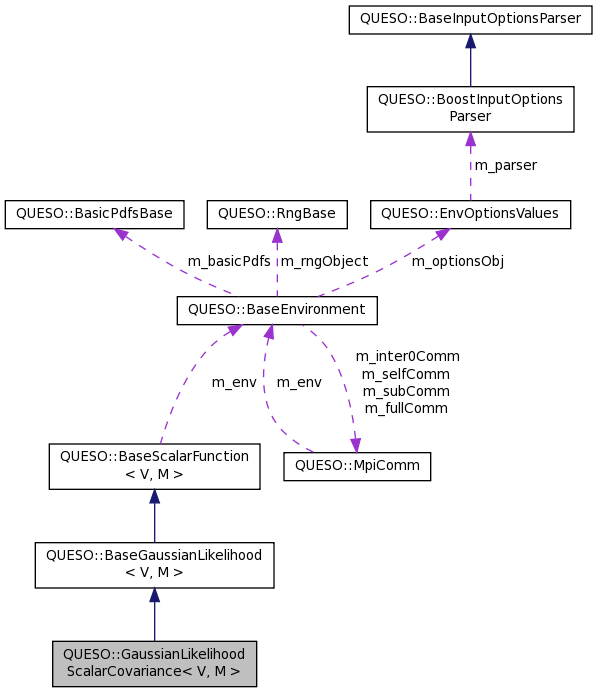 QUESO::BaseInputOptionsParser
QUESO::BoostInputOptions
Parser
m_parser
QUESO::BasicPdfsBase
QUESO::RngBase
QUESO::EnvOptionsValues
m_basicPdfs
m_rngObject
m_optionsObj
QUESO::BaseEnvironment
m_inter0Comm
m_selfComm
m_subComm
m_fullComm
m_env
m_env
QUESO::BaseScalarFunction
< V, M >
QUESO::MpiComm
QUESO::BaseGaussianLikelihood
< V, M >
QUESO::GaussianLikelihood
ScalarCovariance< V, M >